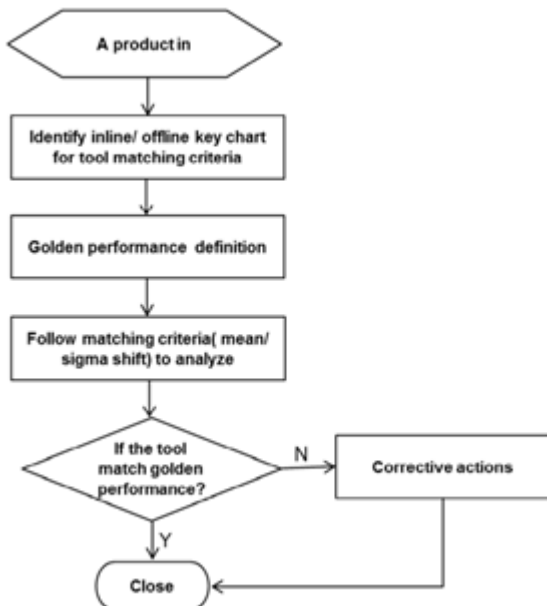 A product in
Identify inline/ offline key chart
for tool matching criteria
Golden performance definition
Follow matching criteria( mean/
sigma shift) to analyze
If the tool
match golden
performance?
N
Corrective actions
Y
Close